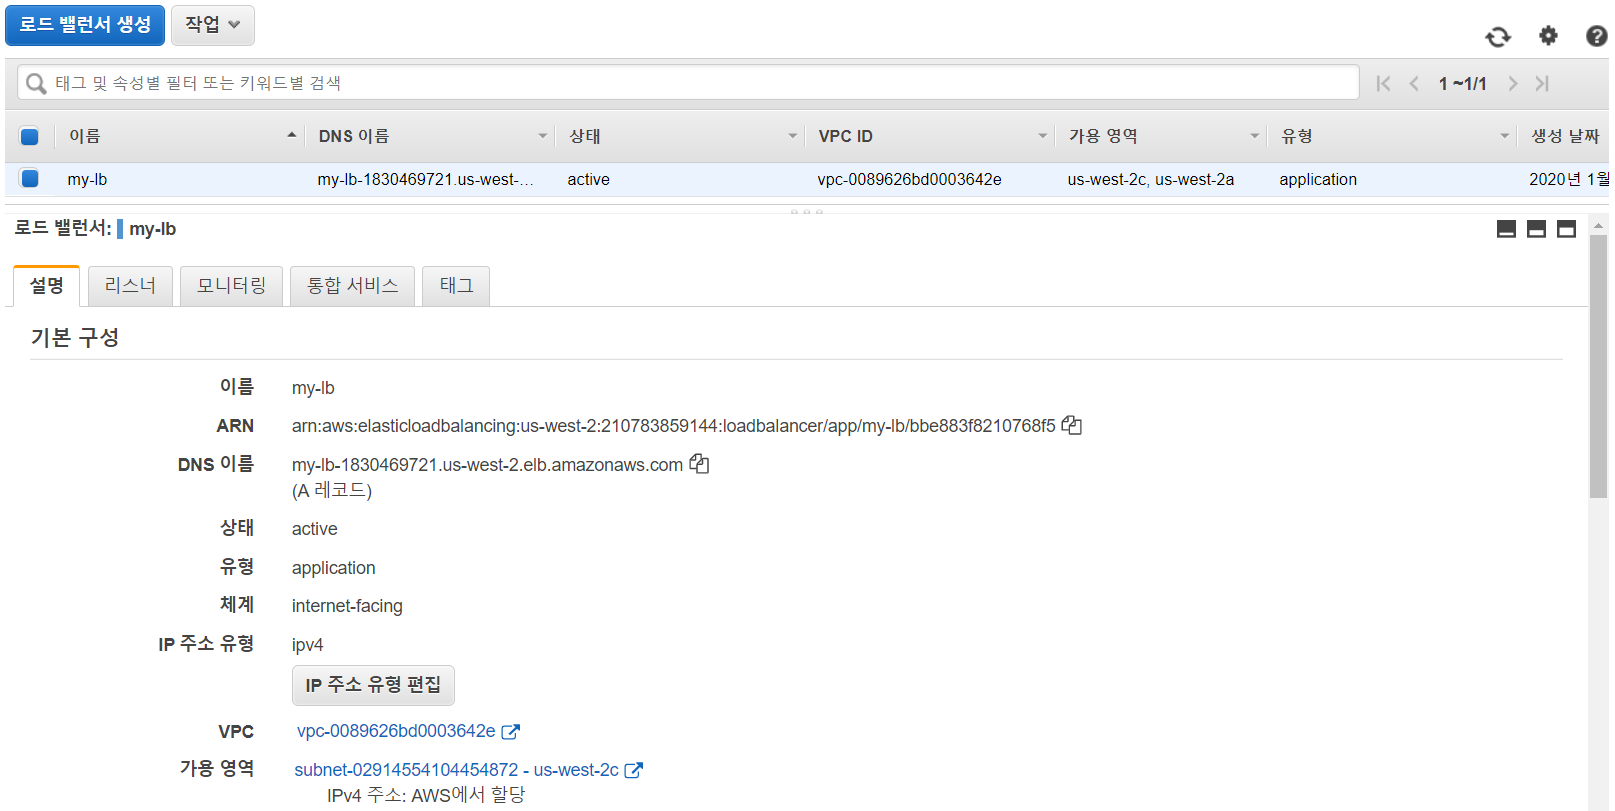 로드 밸런서 생성 작업
태그 및 속성별 필터 또는 키워드별 검색 1 ~1/1
이름 DNS 이름 상태 VPC ID 가용 영역 유형 생성 날짜
my-lb my-lb-1830469721.us-west-... active vpc-0089626bd0003642e us-west-2c, us-west-2a application 2020년 1월
로드 밸런서: my-lb
설명 리스너 모니터링 통합 서비스 태그
기본 구성
이름 my-lb
ARN arn:aws:elasticloadbalancing:us-west-2:210783859144:loadbalancer/app/my-lb/bbe883f8210768f5
DNS 이름 my-lb-1830469721.us-west-2.elb.amazonaws.com
(A 레코드)
상태 active
유형 application
체계 internet-facing
IP 주소 유형 ipv4
IP 주소 유형 편집
VPC vpc-0089626bd0003642e
가용 영역 subnet-02914554104454872 - us-west-2c
IPv4 주소: AWS에서 할당